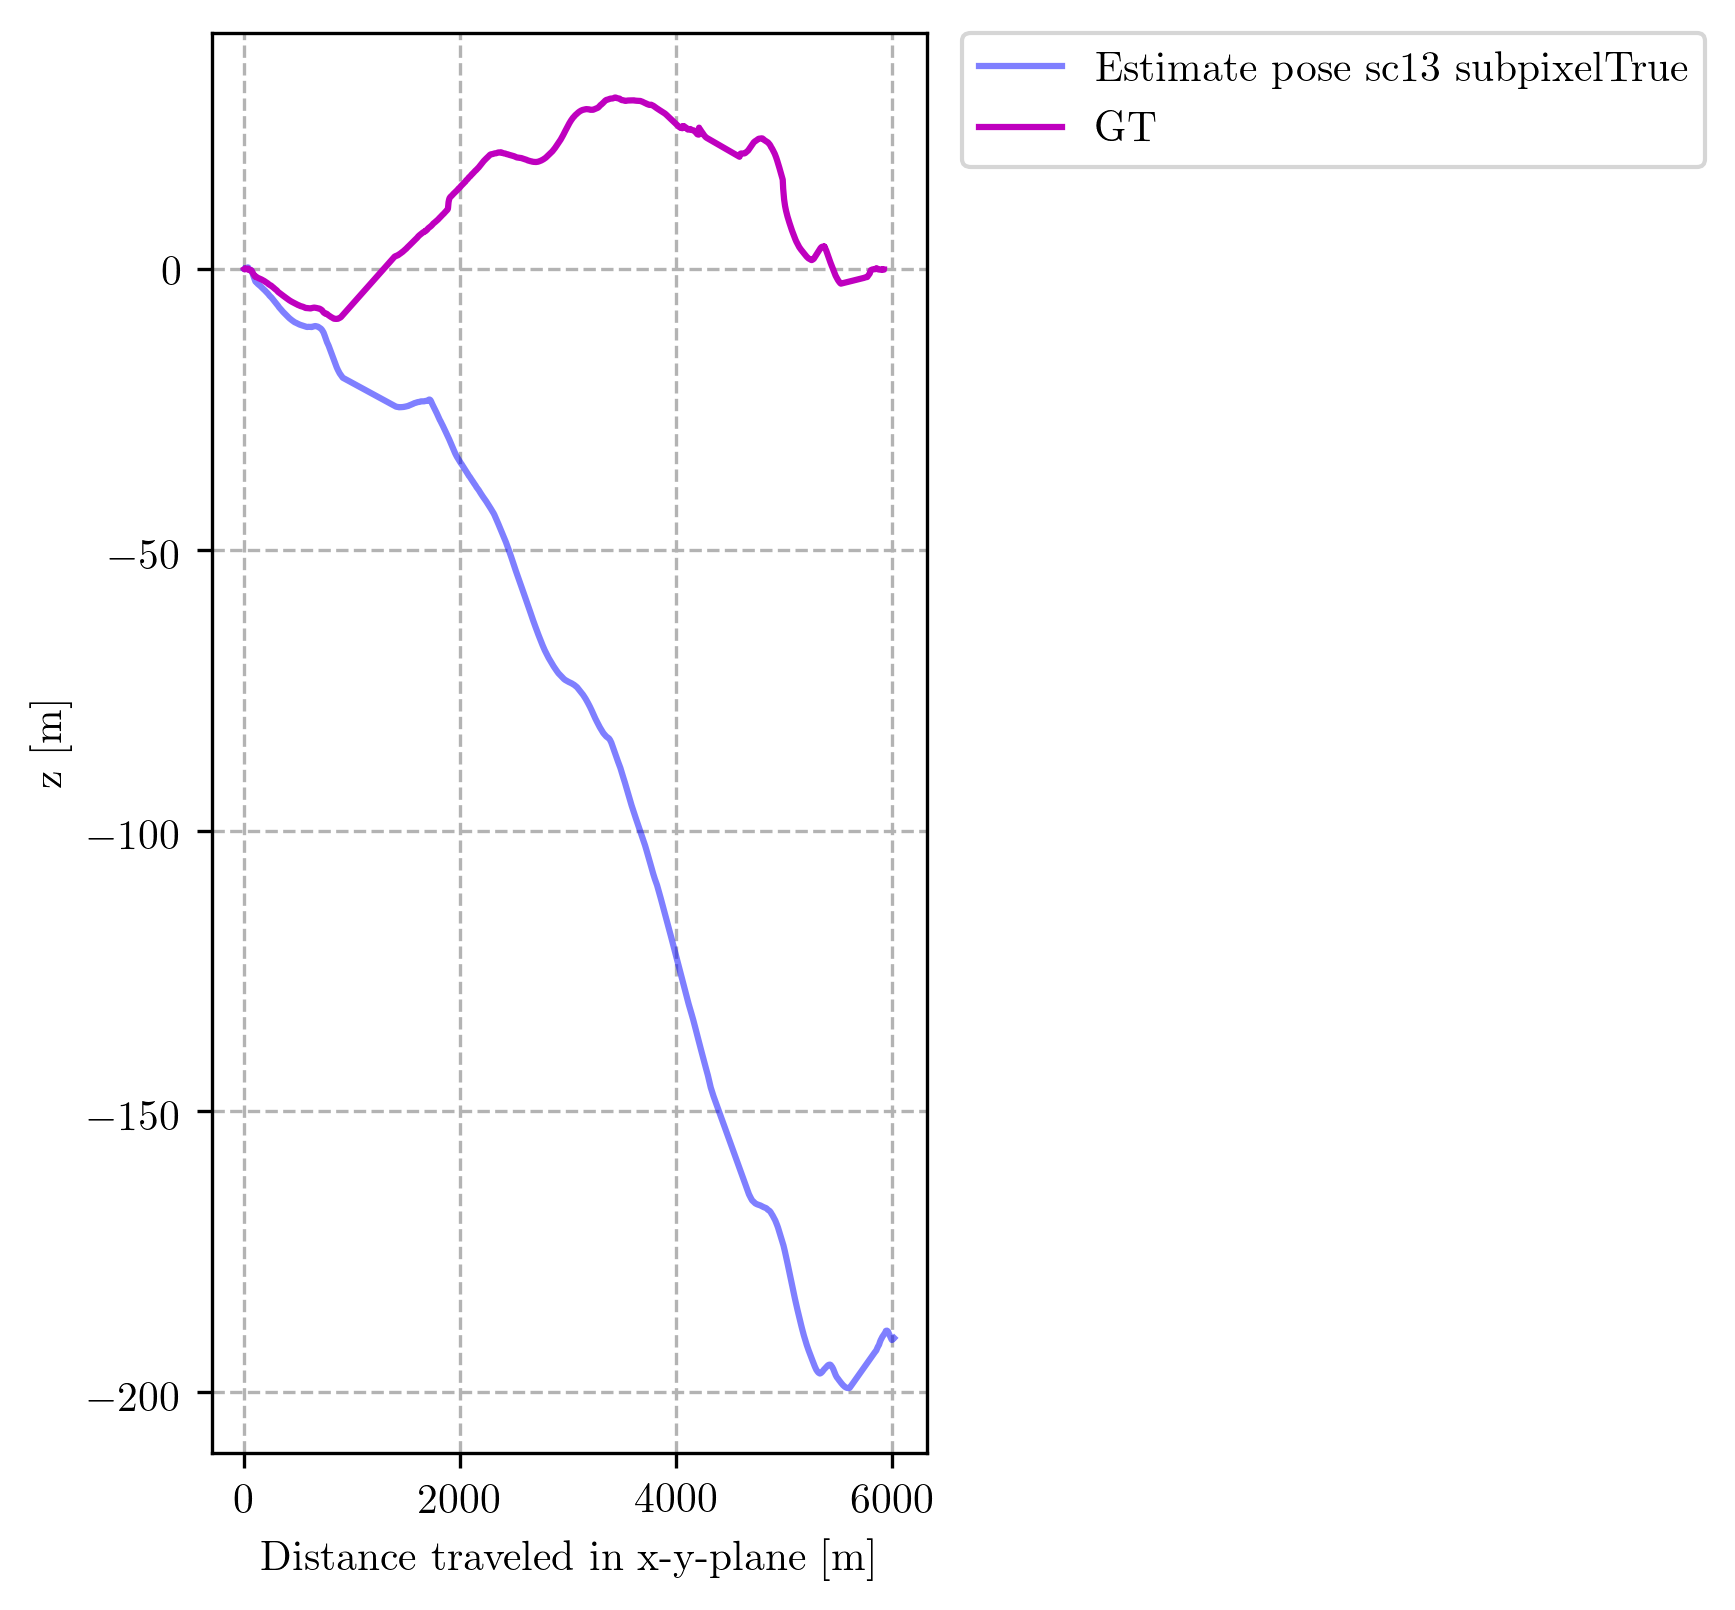 Estimate pose sc13 subpixelTrue
GT
0
−50
−100
−150
−200
z [m]
0 2000 4000 6000
Distance traveled in x-y-plane [m]